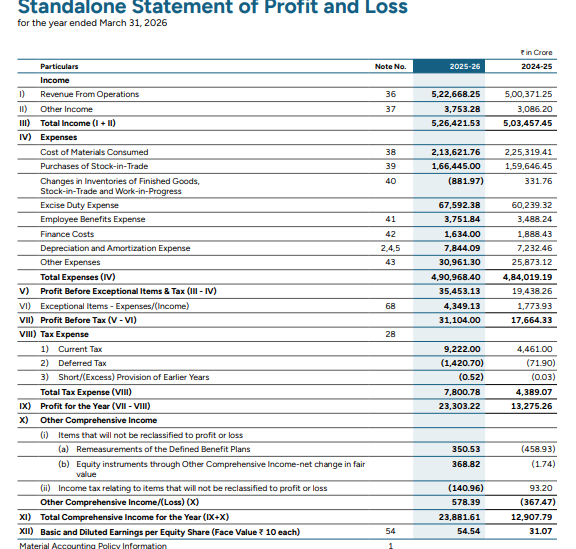 Standalone Statement of Profit and Loss
for the year ended March 31, 2026
₹ in Crore
Particulars Note No. 2025-26 2024-25
Income
I) Revenue From Operations 36 5,22,668.25 5,00,371.25
II) Other Income 37 3,753.28 3,086.20
III) Total Income (I + II) 5,26,421.53 5,03,457.45
IV) Expenses
Cost of Materials Consumed 38 2,13,621.76 2,25,319.41
Purchases of Stock-in-Trade 39 1,66,445.00 1,59,646.45
Changes in Inventories of Finished Goods, 40 (881.97) 331.76
Stock-in-Trade and Work-in-Progress
Excise Duty Expense 67,592.38 60,239.32
Employee Benefits Expense 41 3,751.84 3,488.24
Finance Costs 42 1,634.00 1,888.43
Depreciation and Amortization Expense 2,4,5 7,844.09 7,232.46
Other Expenses 43 30,961.30 25,873.12
Total Expenses (IV) 4,90,968.40 4,84,019.19
V) Profit Before Exceptional Items & Tax (III - IV) 35,453.13 19,438.26
VI) Exceptional Items - Expenses/(Income) 68 4,349.13 1,773.93
VII) Profit Before Tax (V - VI) 31,104.00 17,664.33
VIII) Tax Expense 28
1) Current Tax 9,222.00 4,461.00
2) Deferred Tax (1,420.70) (71.90)
3) Short/(Excess) Provision of Earlier Years (0.52) (0.03)
Total Tax Expense (VIII) 7,800.78 4,389.07
IX) Profit for the Year (VII - VIII) 23,303.22 13,275.26
X) Other Comprehensive Income
(i) Items that will not be reclassified to profit or loss
(a) Remeasurements of the Defined Benefit Plans 350.53 (458.93)
(b) Equity instruments through Other Comprehensive Income-net change in fair 368.82 (1.74)
value
(ii) Income tax relating to items that will not be reclassified to profit or loss (140.96) 93.20
Other Comprehensive Income/(Loss) (X) 578.39 (367.47)
XI) Total Comprehensive Income for the Year (IX+X) 23,881.61 12,907.79
XII) Basic and Diluted Earnings per Equity Share (Face Value ₹ 10 each) 54 54.54 31.07
Material Accounting Policy Information 1